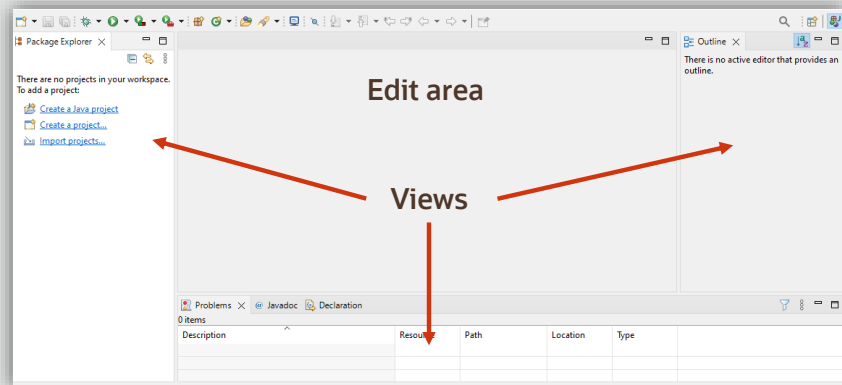 Package Explorer
There are no projects in your workspace.
To add a project:
Create a Java project
Create a project...
Import projects...
Edit area
Views
Outline
There is no active editor that provides an
outline.
Problems @ Javadoc Declaration
0 items
Description Resource Path Location Type